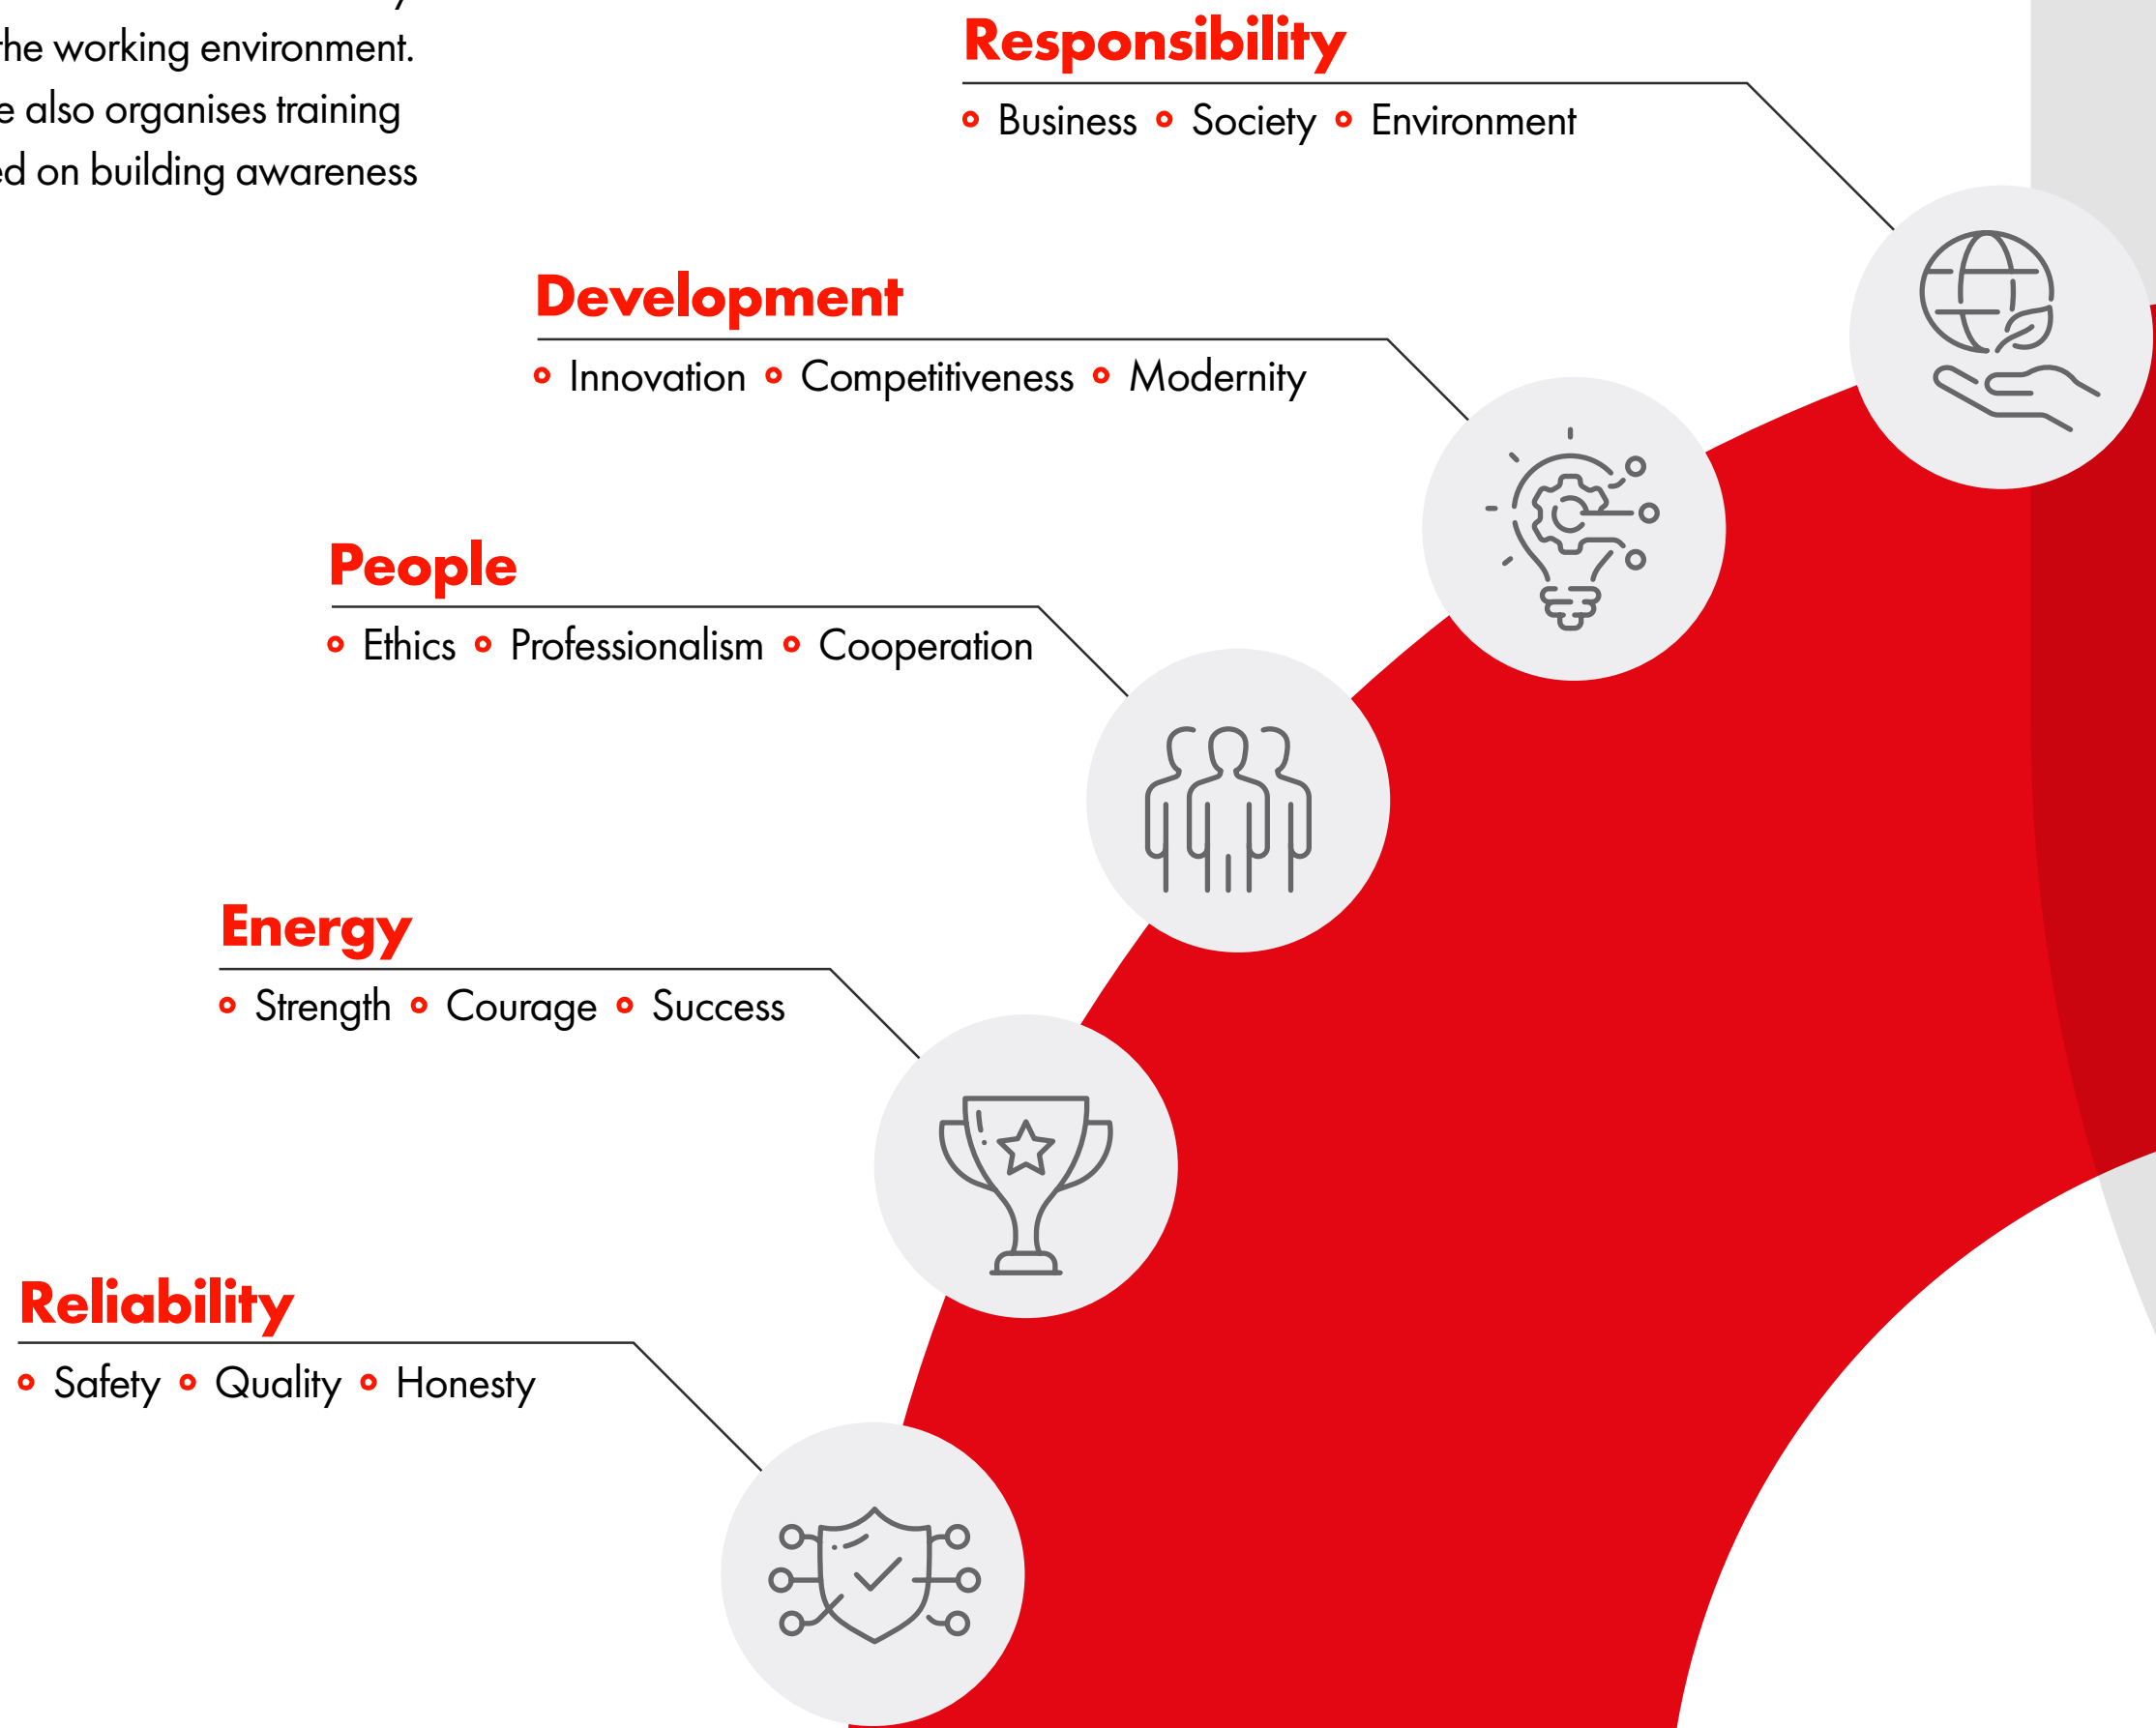 the working environment.
also organises training
on building awareness
Responsibility
Business Society Environment
Development
Innovation Competitiveness Modernity
People
Ethics Professionalism Cooperation
Energy
Strength Courage Success
Reliability
Safety Quality Honesty